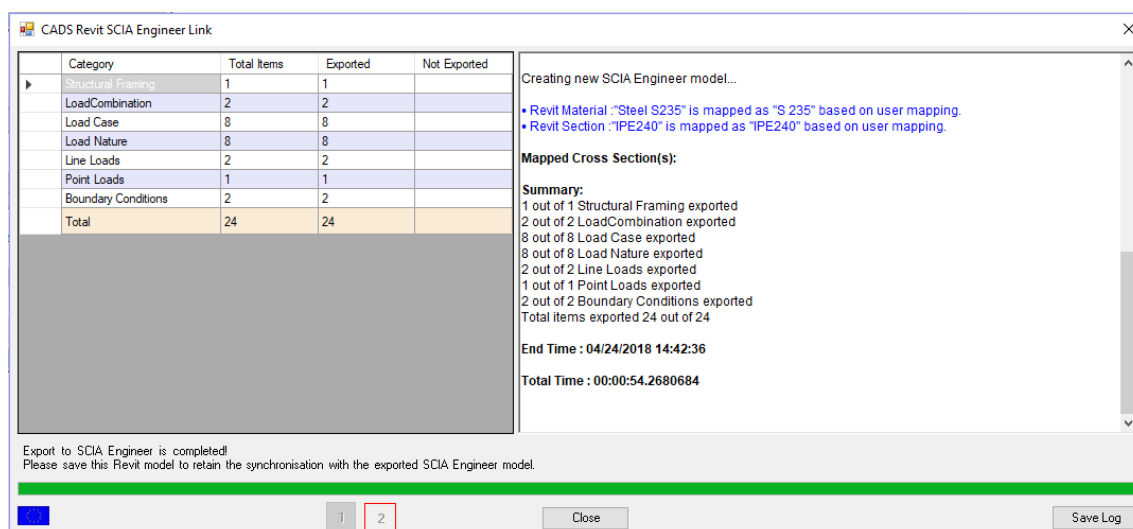 CADS Revit SCIA Engineer Link
Category Total Items Exported Not Exported
Structural Framing 1 1
LoadCombination 2 2
Load Case 8 8
Load Nature 8 8
Line Loads 2 2
Point Loads 1 1
Boundary Conditions 2 2
Total 24 24
Creating new SCIA Engineer model...
• Revit Material :"Steel S235" is mapped as "S 235" based on user mapping.
• Revit Section :"IPE240" is mapped as "IPE240" based on user mapping.
Mapped Cross Section(s):
Summary:
1 out of 1 Structural Framing exported
2 out of 2 LoadCombination exported
8 out of 8 Load Case exported
8 out of 8 Load Nature exported
2 out of 2 Line Loads exported
1 out of 1 Point Loads exported
2 out of 2 Boundary Conditions exported
Total items exported 24 out of 24
End Time : 04/24/2018 14:42:36
Total Time : 00:00:54.2680684
Export to SCIA Engineer is completed!
Please save this Revit model to retain the synchronisation with the exported SCIA Engineer model.
1 2 Close Save Log